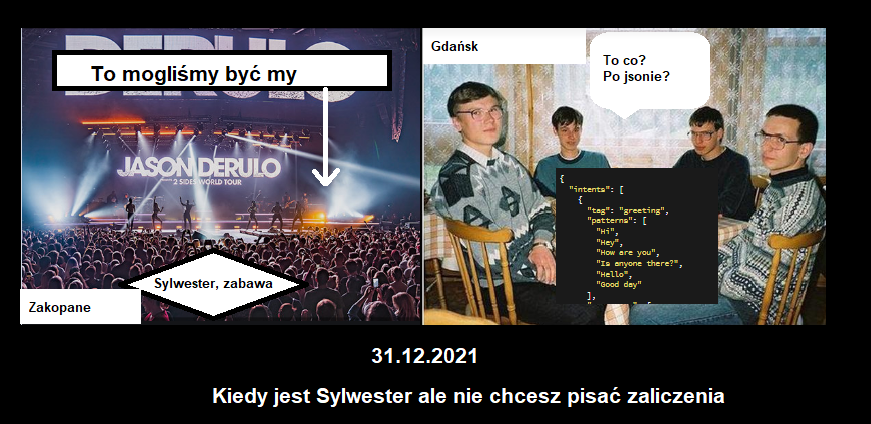 DERULO
To mogliśmy być my
JASON DERULO
2 SIDES WORLD TOUR
Sylwester, zabawa
Zakopane
Gdańsk
To co?
Po jsonie?
{
"intents": [
{
"tag": "greeting",
"patterns": [
"Hi",
"Hey",
"How are you",
"Is anyone there?",
"Hello",
"Good day"
],
31.12.2021
Kiedy jest Sylwester ale nie chcesz pisać zaliczenia